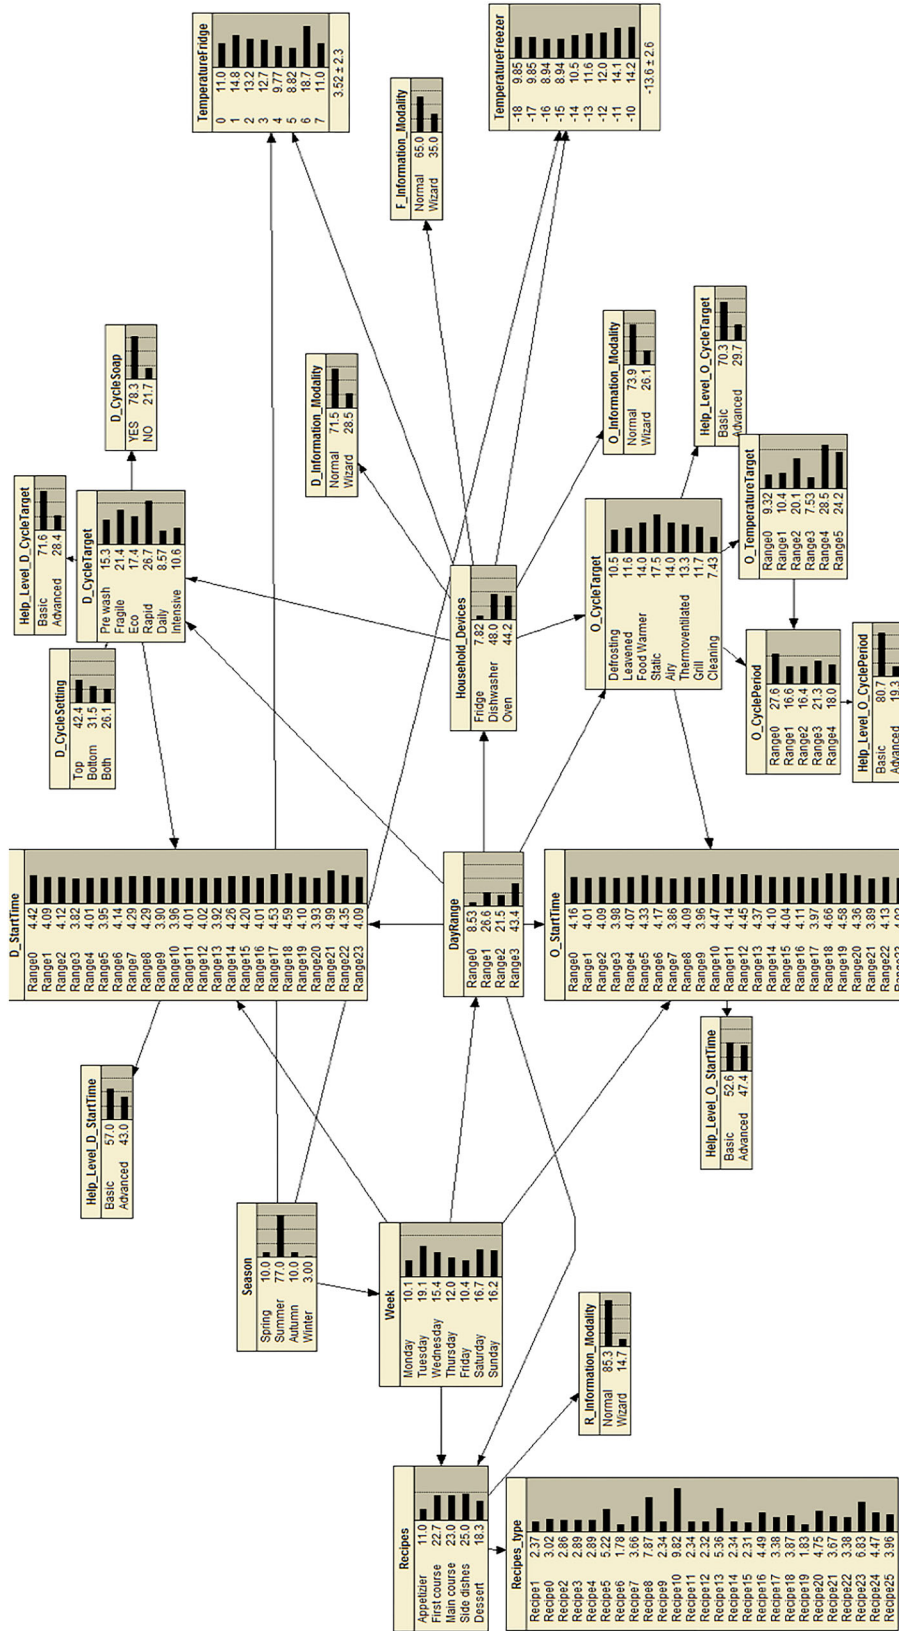 TemperatureFridge
0 11.0
1 14.8
2 13.2
3 12.7
4 9.77
5 8.82
6 18.7
7 11.0
3.52 ± 2.3
TemperatureFreezer
-18 9.85
-17 9.85
-16 8.94
-15 8.94
-14 10.5
-13 11.6
-12 12.0
-11 14.1
-10 14.2
-13.6 ± 2.6
F_Information_Modality
Normal 65.0
Wizard 35.0
D_CycleSoap
YES 78.3
NO 21.7
D_Information_Modality
Normal 71.5
Wizard 28.5
O_Information_Modality
Normal 73.9
Wizard 26.1
Help_Level_O_CycleTarget
Basic 70.3
Advanced 29.7
Help_Level_D_CycleTarget
Basic 71.6
Advanced 28.4
D_CycleTarget
Pre wash 15.3
Fragile 21.4
Eco 17.4
Rapid 26.7
Daily 8.57
Intensive 10.6
O_TemperatureTarget
Range0 9.32
Range1 10.4
Range2 20.1
Range3 7.53
Range4 28.5
Range5 24.2
Household_Devices
Fridge 7.82
Dishwasher 48.0
Oven 44.2
O_CycleTarget
Defrosting 10.5
Leavened 11.6
Food Warmer 14.0
Static 17.5
Airy 14.0
Thermoventilated 13.3
Grill 11.7
Cleaning 7.43
D_CycleSetting
Top 42.4
Bottom 31.5
Both 26.1
O_CyclePeriod
Range0 27.6
Range1 16.6
Range2 16.4
Range3 21.3
Range4 18.0
Help_Level_O_CyclePeriod
Basic 80.7
Advanced 19.3
D_StartTime
Range0 4.42
Range1 4.09
Range2 4.12
Range3 3.82
Range4 4.01
Range5 3.95
Range6 4.14
Range7 4.29
Range8 4.29
Range9 3.90
Range10 3.96
Range11 4.01
Range12 4.02
Range13 3.92
Range14 4.26
Range15 4.20
Range16 4.01
Range17 4.53
Range18 4.59
Range19 4.10
Range20 3.93
Range21 4.99
Range22 4.35
Range23 4.09
DayRange
Range0 8.53
Range1 26.6
Range2 21.5
Range3 43.4
O_StartTime
Range0 4.16
Range1 4.01
Range2 4.09
Range3 3.98
Range4 4.07
Range5 4.33
Range6 4.17
Range7 3.86
Range8 4.09
Range9 3.96
Range10 4.47
Range11 4.14
Range12 4.45
Range13 4.37
Range14 4.10
Range15 4.04
Range16 4.11
Range17 3.97
Range18 4.66
Range19 4.58
Range20 4.36
Range21 3.89
Range22 4.13
Help_Level_D_StartTime
Basic 57.0
Advanced 43.0
Help_Level_O_StartTime
Basic 52.6
Advanced 47.4
Season
Spring 10.0
Summer 77.0
Autumn 10.0
Winter 3.00
Week
Monday 10.1
Tuesday 19.1
Wednesday 15.4
Thursday 12.0
Friday 10.4
Saturday 16.7
Sunday 16.2
R_Information_Modality
Normal 85.3
Wizard 14.7
Recipes
Appetizier 11.0
First course 22.7
Main course 23.0
Side dishes 25.0
Dessert 18.3
Recipes_type
Recipe1 2.37
Recipe0 3.02
Recipe2 2.86
Recipe3 2.89
Recipe4 2.89
Recipe5 5.22
Recipe6 1.78
Recipe7 3.66
Recipe8 7.87
Recipe9 2.34
Recipe10 9.82
Recipe11 2.34
Recipe12 2.32
Recipe13 5.36
Recipe14 2.34
Recipe15 2.31
Recipe16 4.49
Recipe17 3.38
Recipe18 3.87
Recipe19 1.83
Recipe20 4.75
Recipe21 3.67
Recipe22 3.38
Recipe23 6.83
Recipe24 4.47
Recipe25 3.96